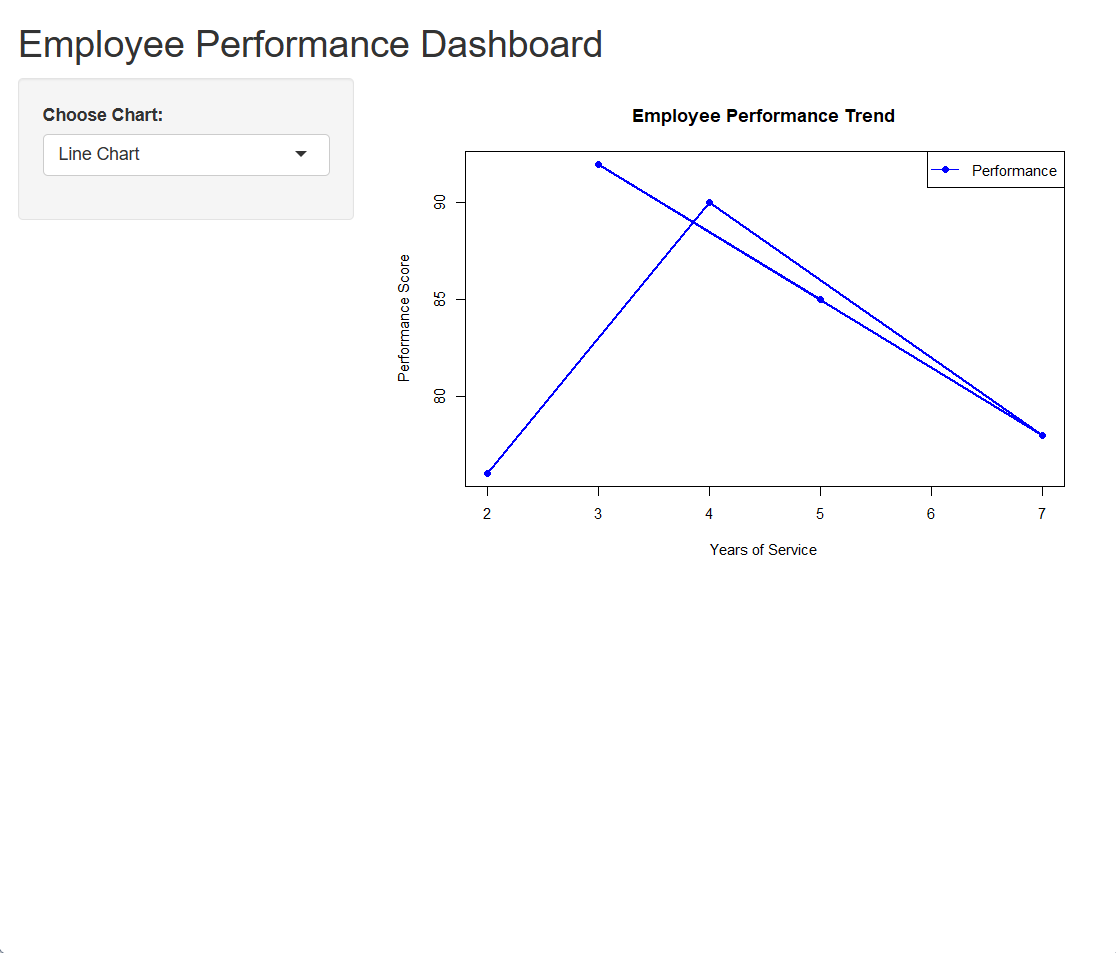 Employee Performance Dashboard
Choose Chart:
Line Chart
Employee Performance Trend
Performance
90
85
80
Performance Score
2 3 4 5 6 7
Years of Service